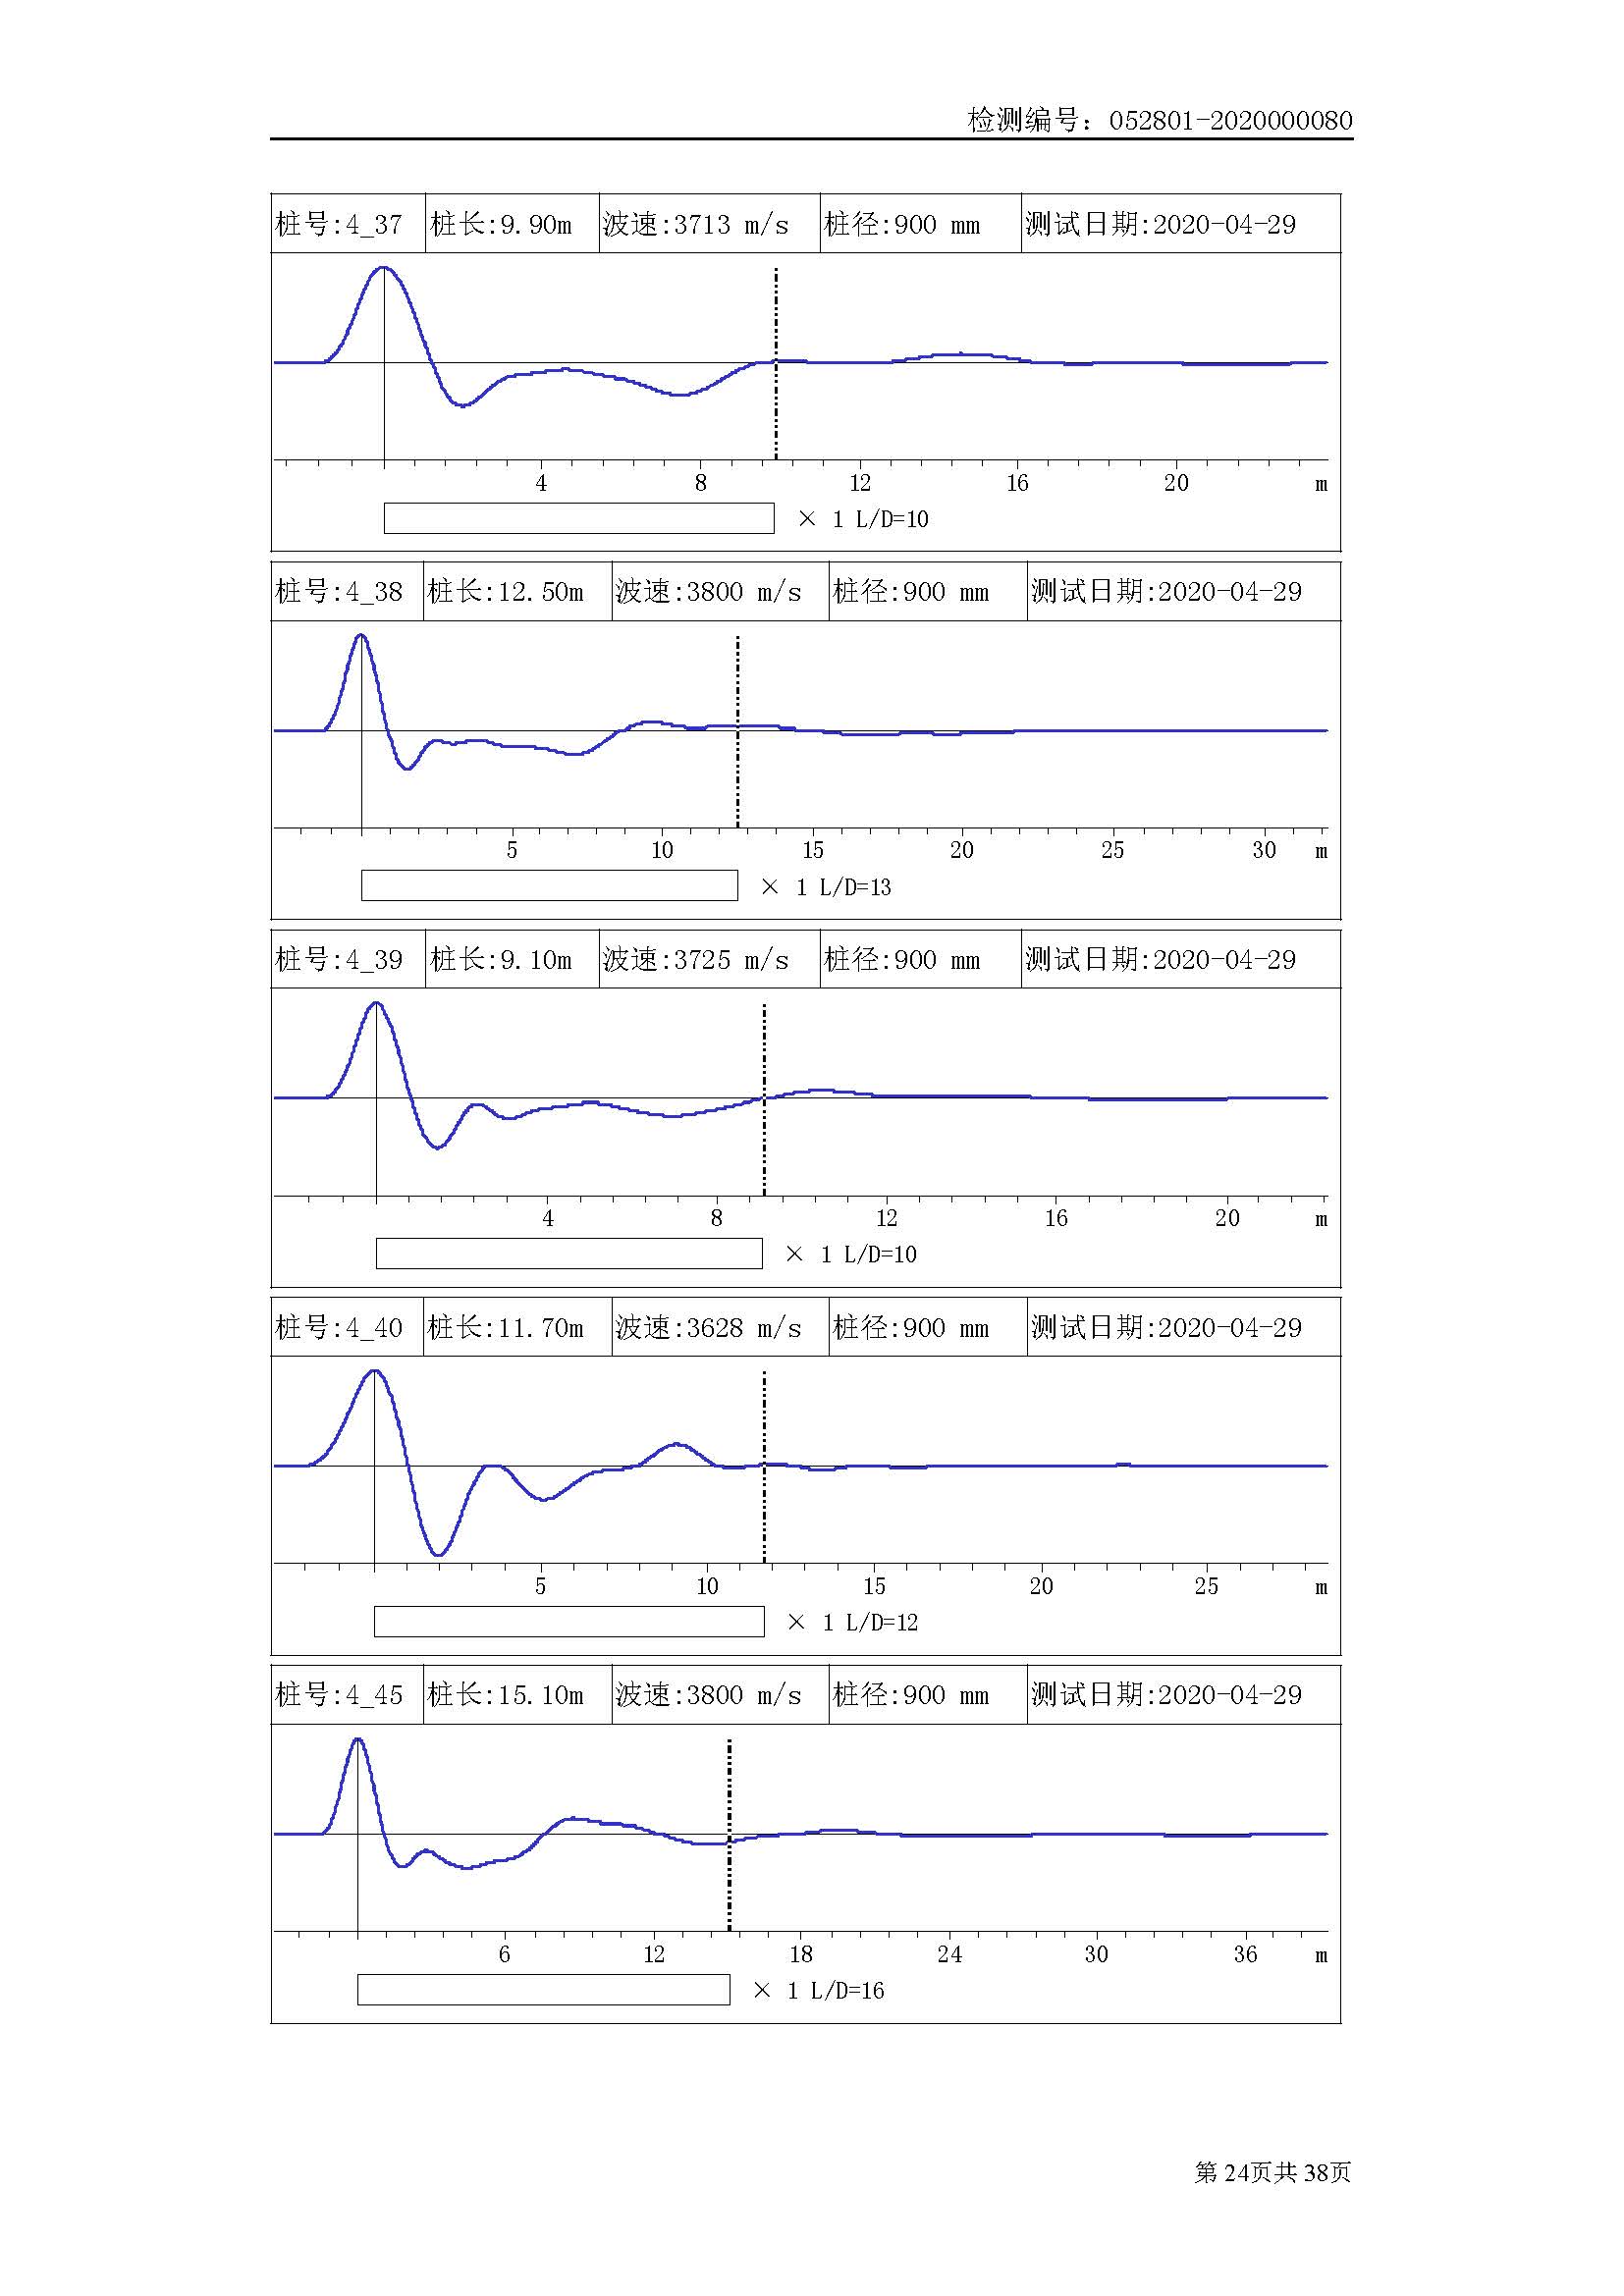 检测编号：052801-2020000080
桩号:4_37 桩长:9.90m 波速:3713 m/s 桩径:900 mm 测试日期:2020-04-29
4 8 12 16 20 m
× 1 L/D=10
桩号:4_38 桩长:12.50m 波速:3800 m/s 桩径:900 mm 测试日期:2020-04-29
5 10 15 20 25 30 m
× 1 L/D=13
桩号:4_39 桩长:9.10m 波速:3725 m/s 桩径:900 mm 测试日期:2020-04-29
4 8 12 16 20 m
× 1 L/D=10
桩号:4_40 桩长:11.70m 波速:3628 m/s 桩径:900 mm 测试日期:2020-04-29
5 10 15 20 25 m
× 1 L/D=12
桩号:4_45 桩长:15.10m 波速:3800 m/s 桩径:900 mm 测试日期:2020-04-29
6 12 18 24 30 36 m
× 1 L/D=16
第 24页共 38页